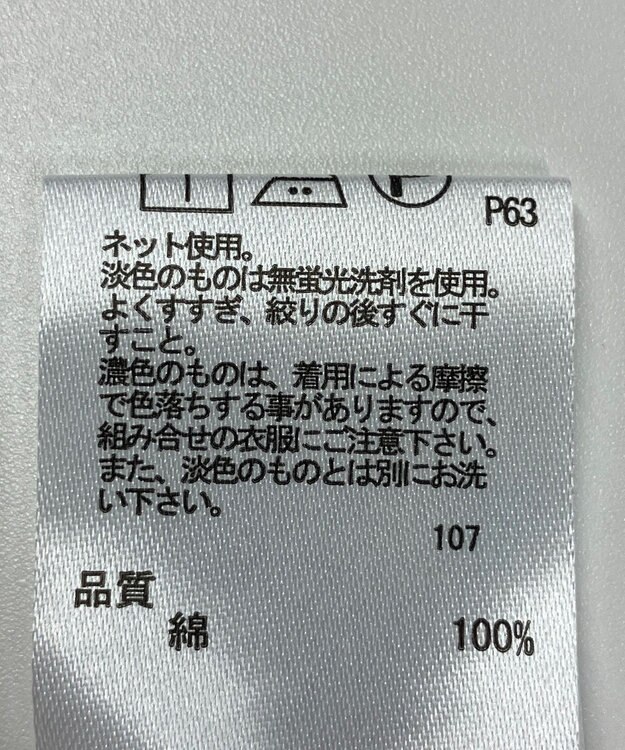 P63
ネット使用。
淡色のものは無蛍光洗剤を使用。
よくすすぎ、絞りの後すぐに干
すこと。
濃色のものは、着用による摩擦
で色落ちする事がありますので、
組み合せの衣服にご注意下さい。
また、淡色のものとは別にお洗
い下さい。
107
品質
綿 100%